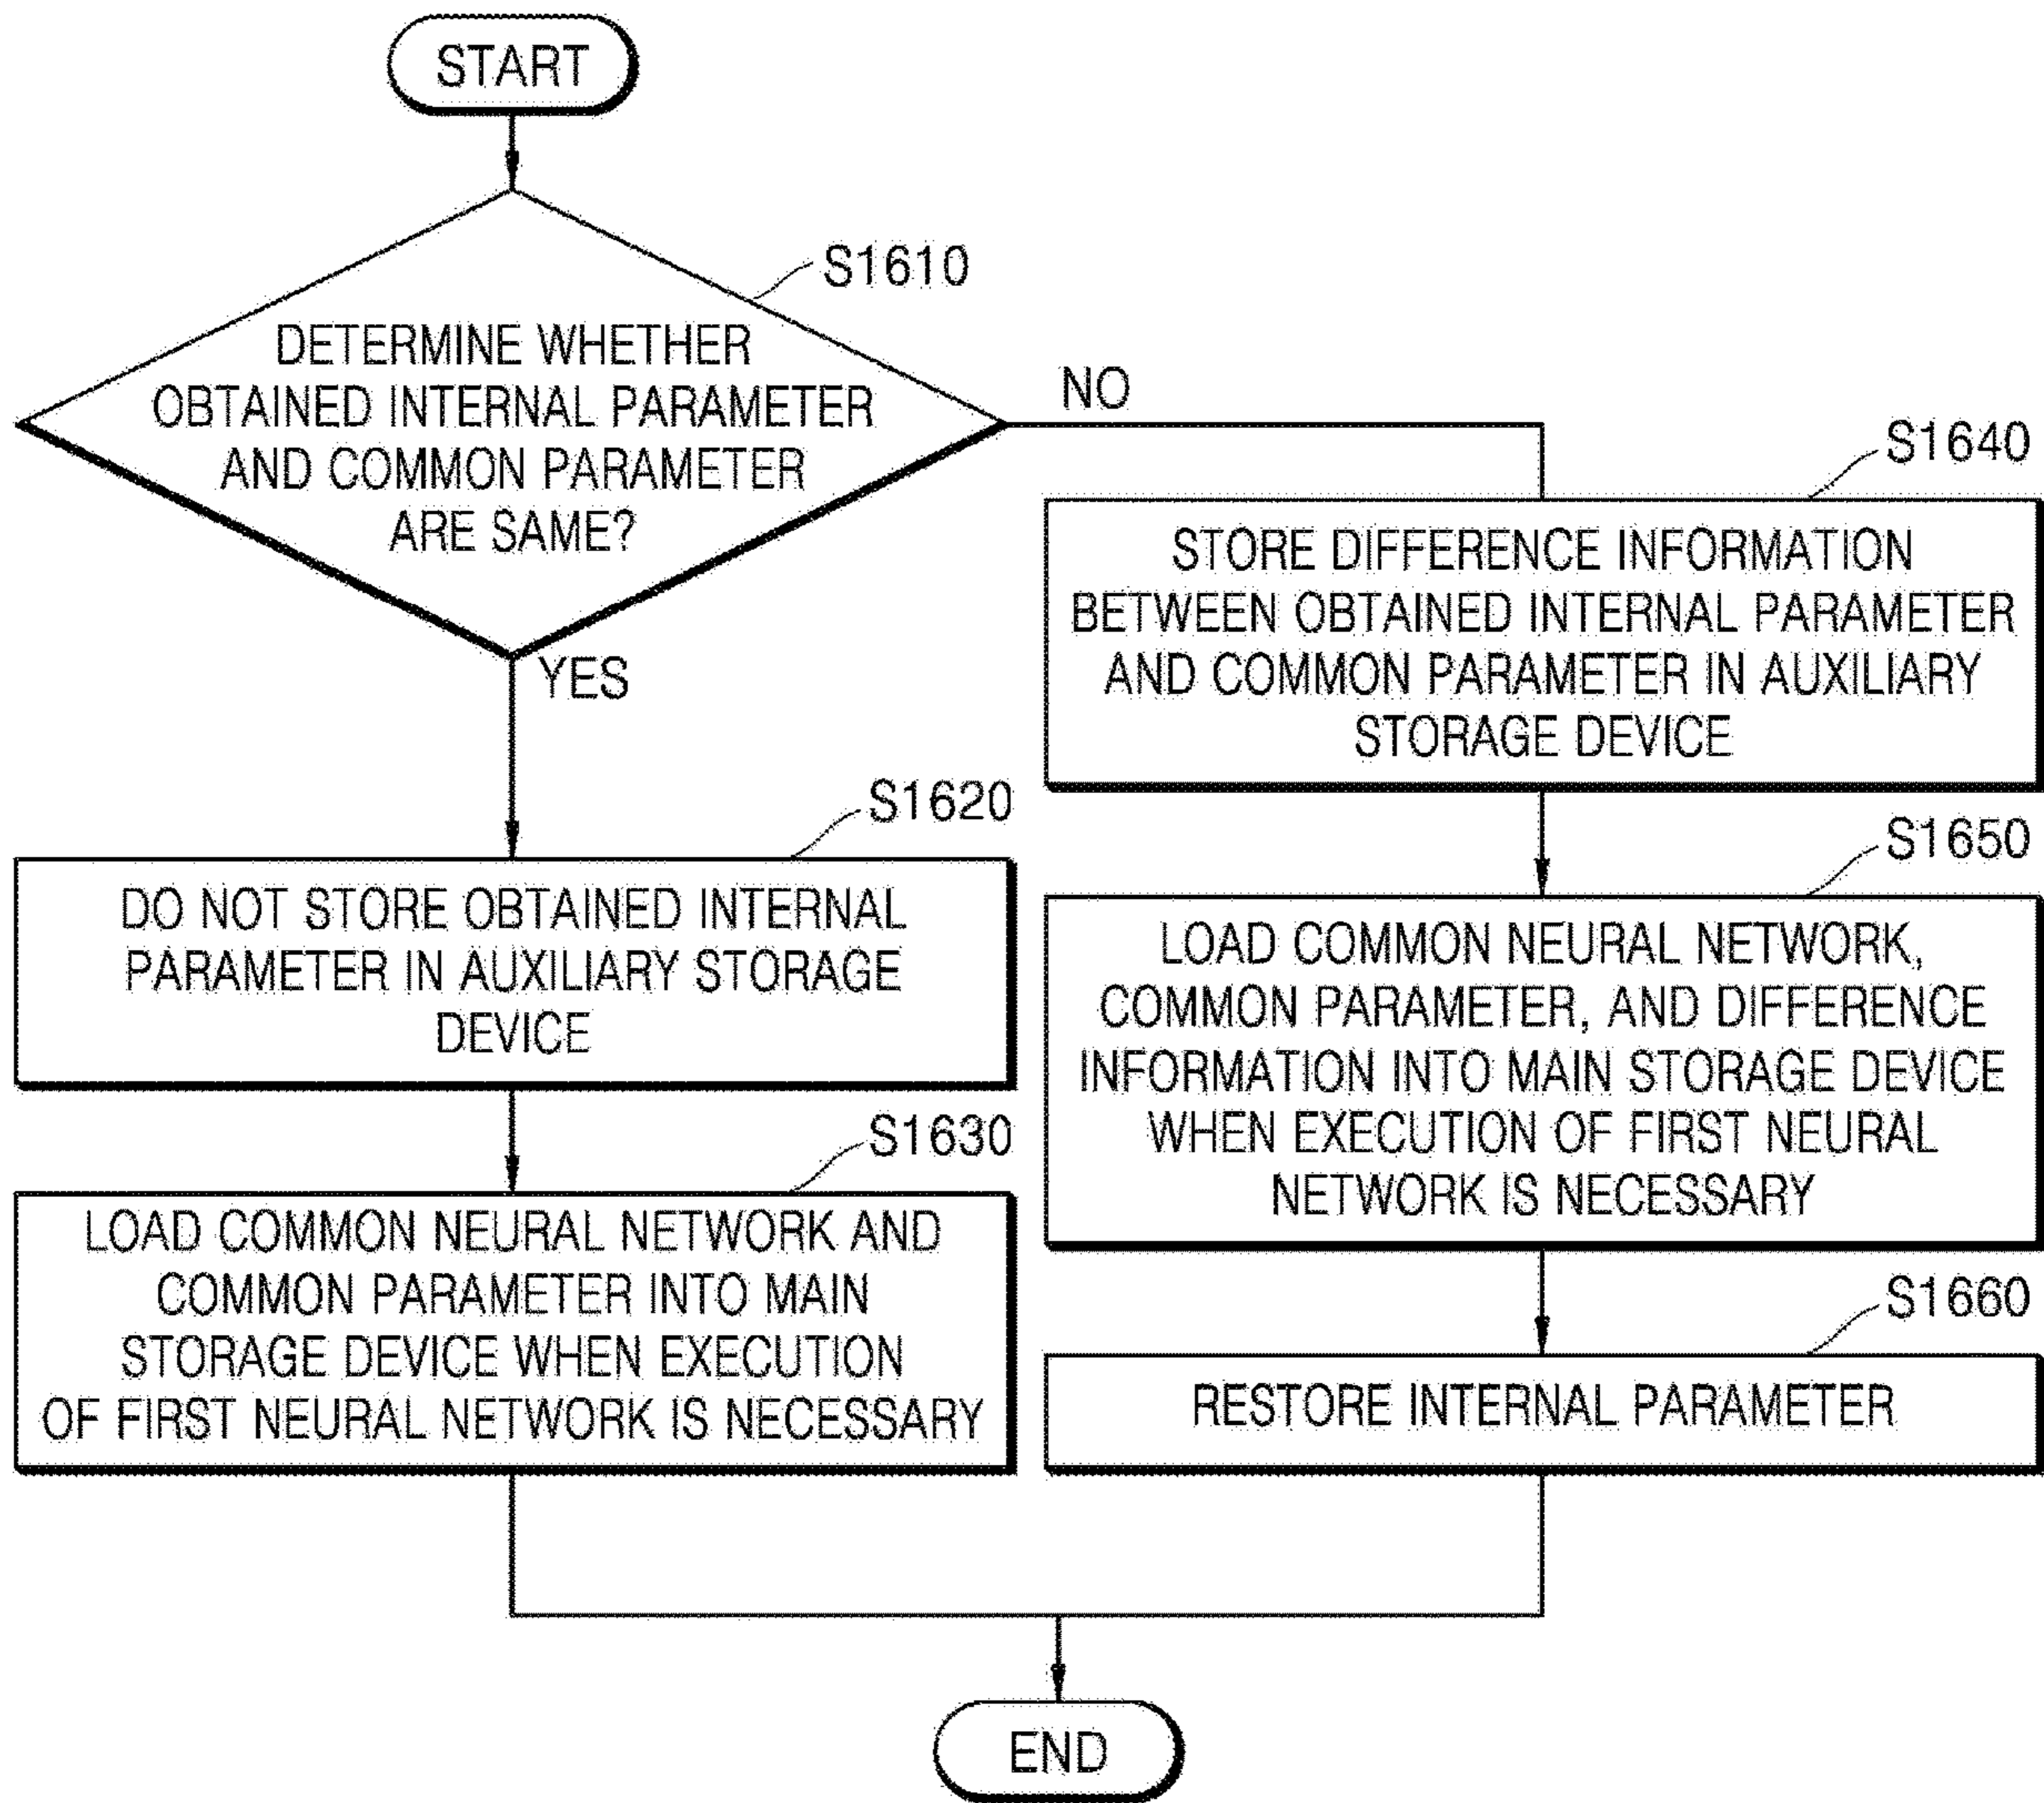 START
S1610
DETERMINE WHETHER
OBTAINED INTERNAL PARAMETER
AND COMMON PARAMETER
ARE SAME?
NO
YES
S1620
DO NOT STORE OBTAINED INTERNAL
PARAMETER IN AUXILIARY STORAGE
DEVICE
S1630
LOAD COMMON NEURAL NETWORK AND
COMMON PARAMETER INTO MAIN
STORAGE DEVICE WHEN EXECUTION
OF FIRST NEURAL NETWORK IS NECESSARY
S1640
STORE DIFFERENCE INFORMATION
BETWEEN OBTAINED INTERNAL PARAMETER
AND COMMON PARAMETER IN AUXILIARY
STORAGE DEVICE
S1650
LOAD COMMON NEURAL NETWORK,
COMMON PARAMETER, AND DIFFERENCE
INFORMATION INTO MAIN STORAGE DEVICE
WHEN EXECUTION OF FIRST NEURAL
NETWORK IS NECESSARY
S1660
RESTORE INTERNAL PARAMETER
END